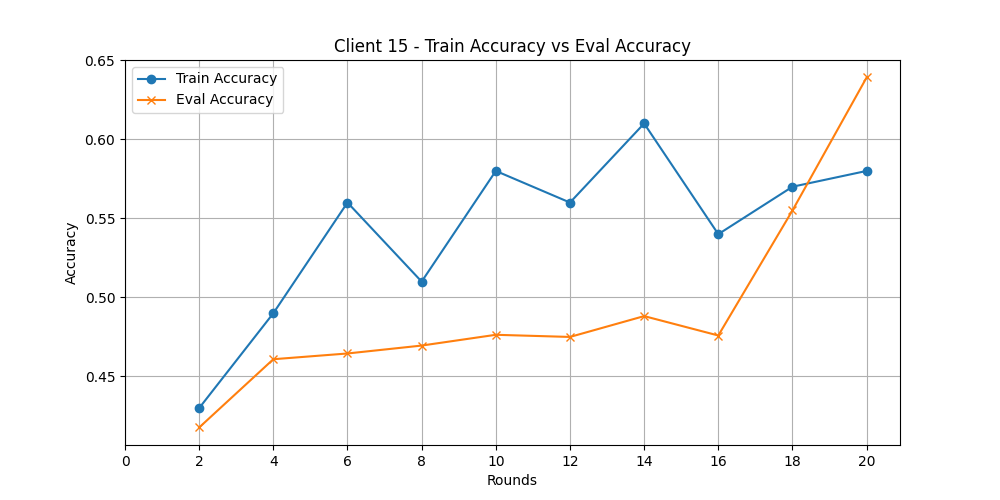 Client 15 - Train Accuracy vs Eval Accuracy
Train Accuracy
Eval Accuracy
Accuracy
0.65
0.60
0.55
0.50
0.45
0 2 4 6 8 10 12 14 16 18 20
Rounds